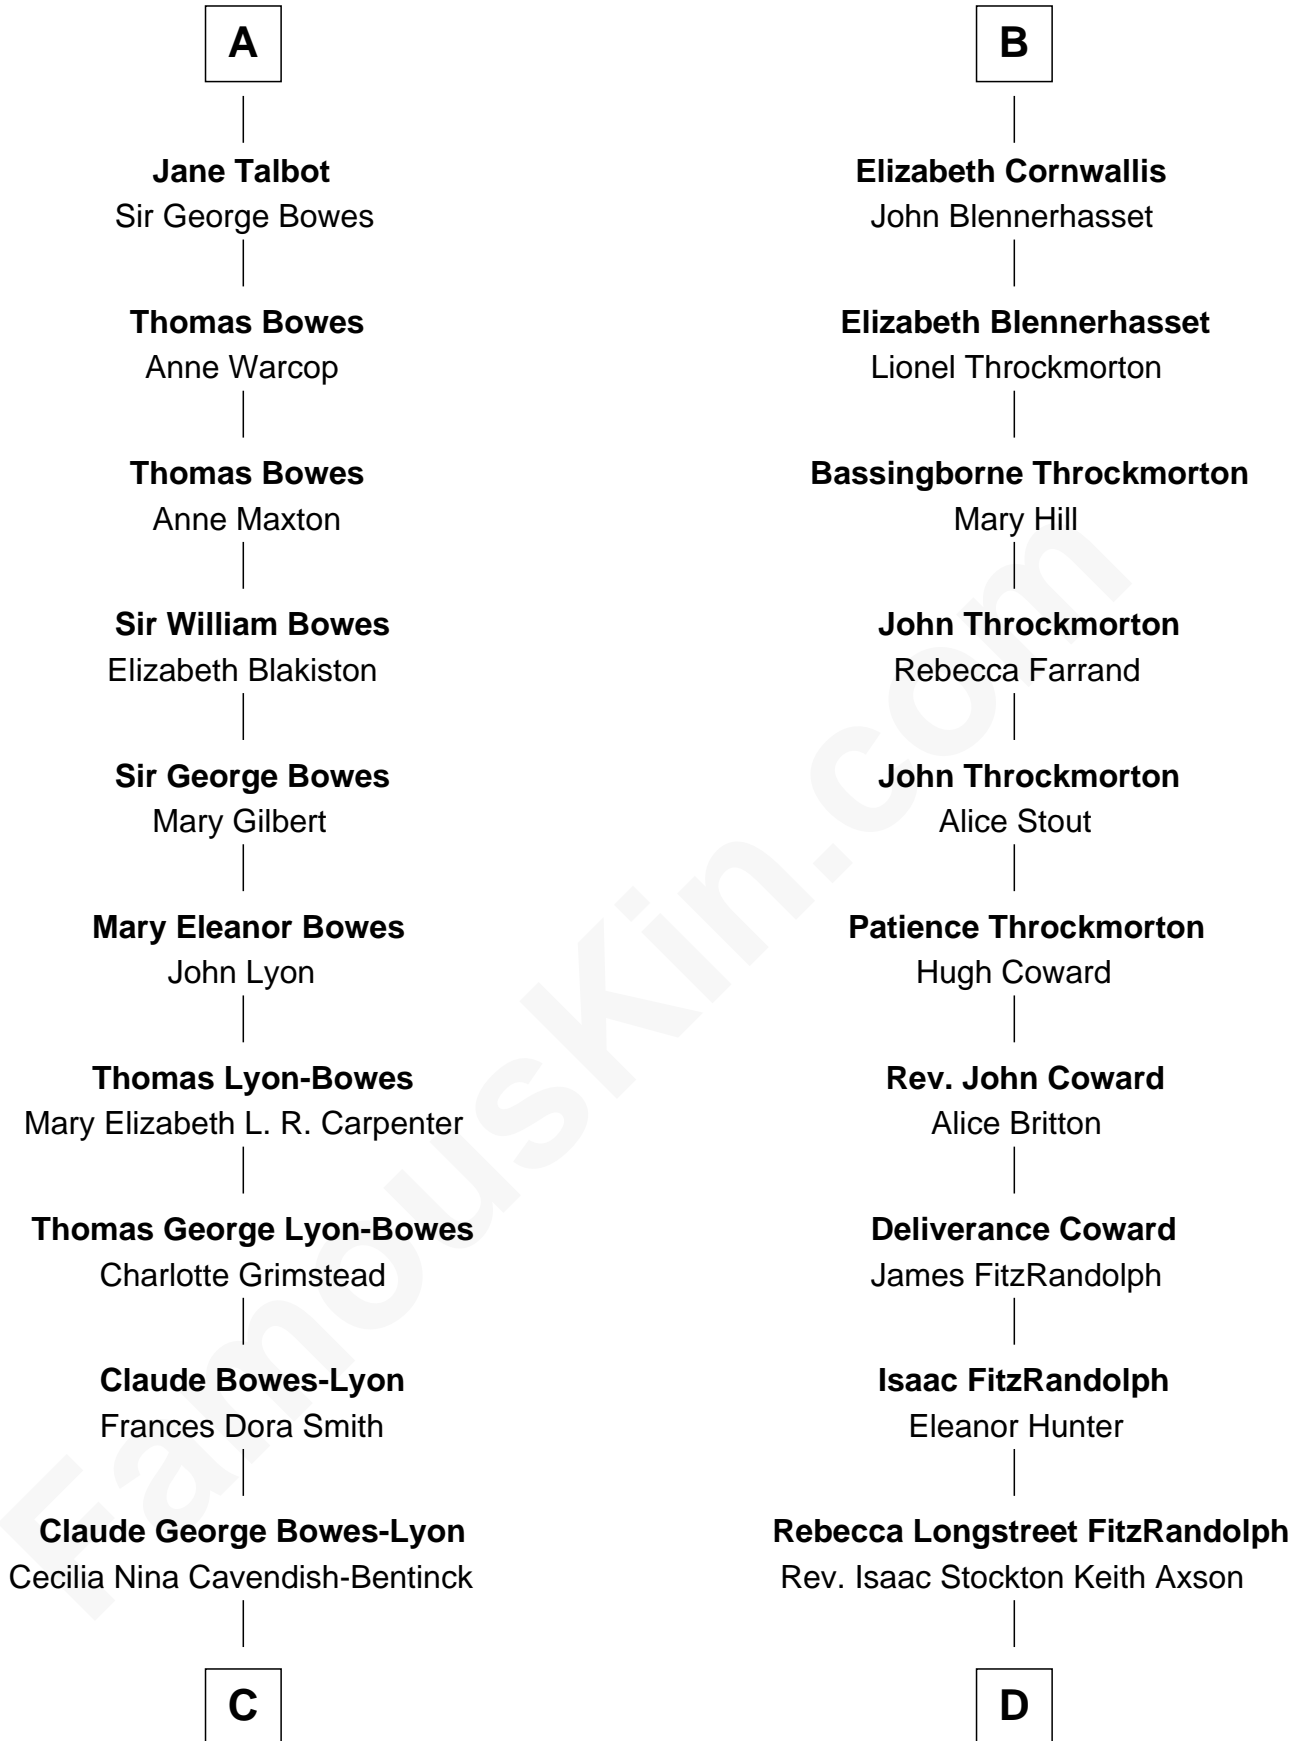 A
Jane Talbot
Sir George Bowes
Thomas Bowes
Anne Warcop
Thomas Bowes
Anne Maxton
Sir William Bowes
Elizabeth Blakiston
Sir George Bowes
Mary Gilbert
Mary Eleanor Bowes
John Lyon
Thomas Lyon-Bowes
Mary Elizabeth L. R. Carpenter
Thomas George Lyon-Bowes
Charlotte Grimstead
Claude Bowes-Lyon
Frances Dora Smith
Claude George Bowes-Lyon
Cecilia Nina Cavendish-Bentinck
C
B
Elizabeth Cornwallis
John Blennerhasset
Elizabeth Blennerhasset
Lionel Throckmorton
Bassingborne Throckmorton
Mary Hill
John Throckmorton
Rebecca Farrand
John Throckmorton
Alice Stout
Patience Throckmorton
Hugh Coward
Rev. John Coward
Alice Britton
Deliverance Coward
James FitzRandolph
Isaac FitzRandolph
Eleanor Hunter
Rebecca Longstreet FitzRandolph
Rev. Isaac Stockton Keith Axson
D
FamousKin.com